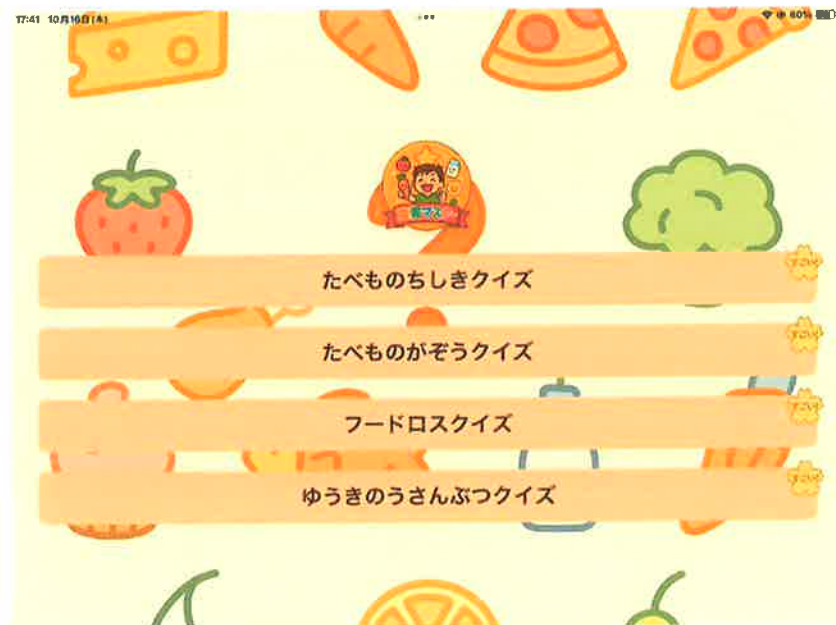 17:41 10月16日(木)
60%
たべものちしきクイズ
たべものがぞうクイズ
フードロスクイズ
ゆうきのうさんぶつクイズ